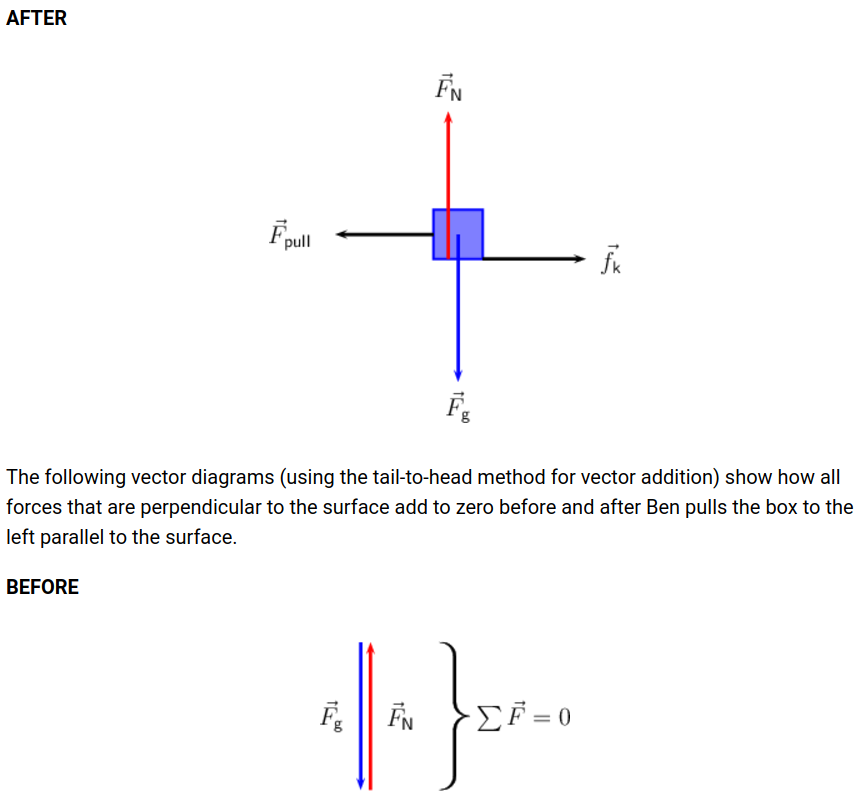 AFTER
$\vec{F}_{\text{N}}$
$\vec{F}_{\text{pull}}$
$\vec{f}_{\text{k}}$
$\vec{F}_{\text{g}}$
The following vector diagrams (using the tail-to-head method for vector addition) show how all
forces that are perpendicular to the surface add to zero before and after Ben pulls the box to the
left parallel to the surface.
BEFORE
$\vec{F}_{\text{g}}$ $\vec{F}_{\text{N}}$ $\sum \vec{F} = 0$